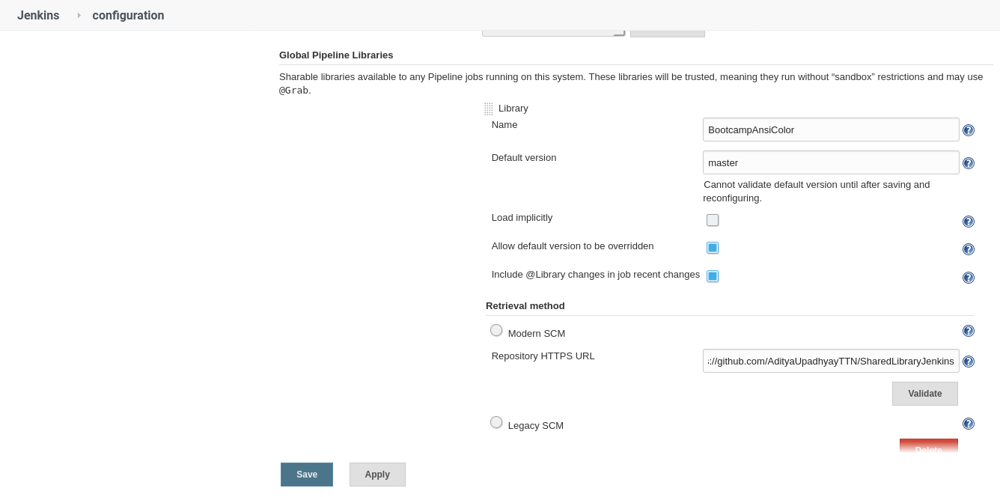 Jenkins configuration
Global Pipeline Libraries
Sharable libraries available to any Pipeline jobs running on this system. These libraries will be trusted, meaning they run without “sandbox” restrictions and may use
@Grab.
Library
Name
BootcampAnsiColor
Default version
master
Cannot validate default version until after saving and
reconfiguring.
Load implicitly
Allow default version to be overridden
Include @Library changes in job recent changes
Retrieval method
Modern SCM
Repository HTTPS URL
://github.com/AdityaUpadhyayTTN/SharedLibraryJenkins
Validate
Legacy SCM
Delete
Save
Apply